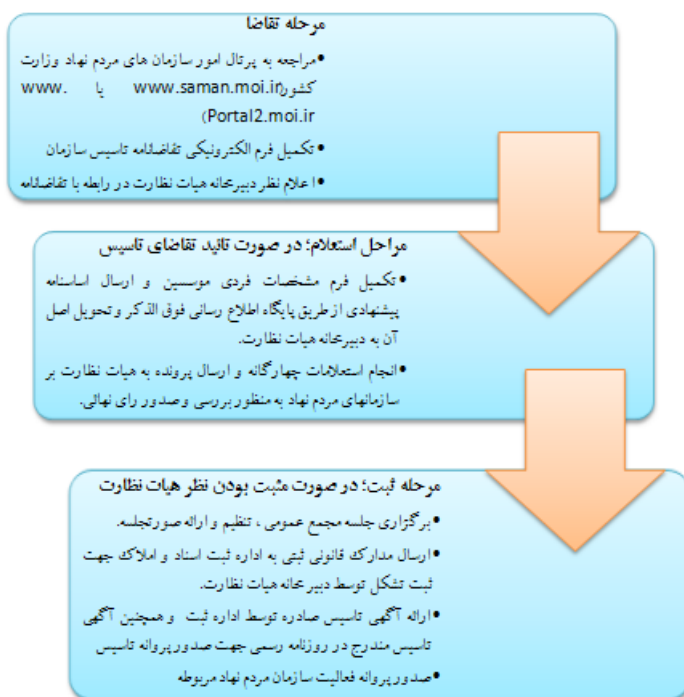 مرحله تقاضا
•مراجعه به پرتال امور سازمان های مردم نهاد وزارت
کشور(www.saman.moi.ir یا www.
Portal2.moi.ir)
•تکمیل فرم الکترونیکی تقاضانامه تاسیس سازمان
•اعلام نظر دبیرخانه هیات نظارت در رابطه با تقاضانامه
مراحل استعلام؛ در صورت تائید تقاضای تاسیس
•تکمیل فرم مشخصات فردی موسسین و ارسال اساسنامه
پیشنهادی از طریق پایگاه اطلاع رسانی فوق الذکر و تحویل اصل
آن به دبیرخانه هیات نظارت.
•انجام استعلامات چهارگانه و ارسال پرونده به هیات نظارت بر
سازمانهای مردم نهاد به منظور بررسی و صدور رای نهائی.
مرحله ثبت؛ در صورت مثبت بودن نظر هیات نظارت
•برگزاری جلسه مجمع عمومی ، تنظیم و ارائه صورتجلسه.
•ارسال مدارک قانونی ثبتی به اداره ثبت اسناد و املاک جهت
ثبت تشکل توسط دبیرخانه هیات نظارت.
•ارائه آگهی تاسیس صادره توسط اداره ثبت و همچنین آگهی
تاسیس مندرج در روزنامه رسمی جهت صدور پروانه تاسیس
•صدور پروانه فعالیت سازمان مردم نهاد مربوطه